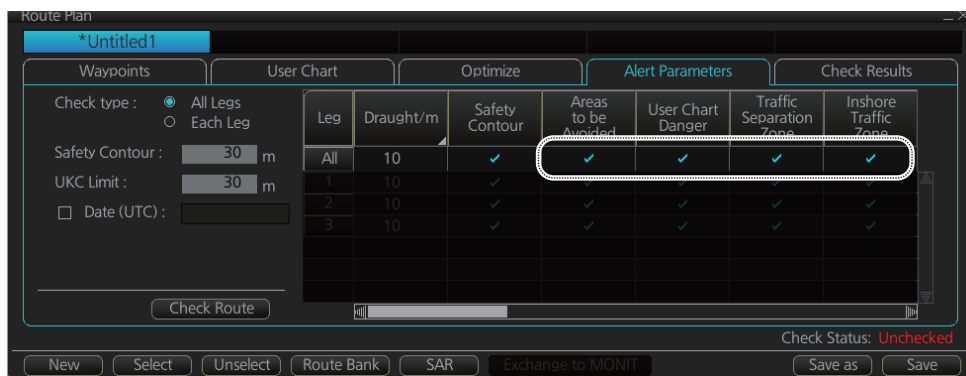 Route Plan
*Untitled1
Waypoints User Chart Optimize Alert Parameters Check Results
Check type : All Legs
Each Leg
Safety Contour : 30 m
UKC Limit : 30 m
Date (UTC) :
Check Route
Leg Draught/m Safety Contour Areas to be Avoided User Chart Danger Traffic Separation Zone Inshore Traffic Zone
All 10 ✓ ✓ ✓ ✓ ✓
1 10 ✓ ✓ ✓ ✓ ✓
2 10 ✓ ✓ ✓ ✓ ✓
3 10 ✓ ✓ ✓ ✓ ✓
Check Status: Unchecked
New Select Unselect Route Bank SAR Exchange to MONIT Save as Save